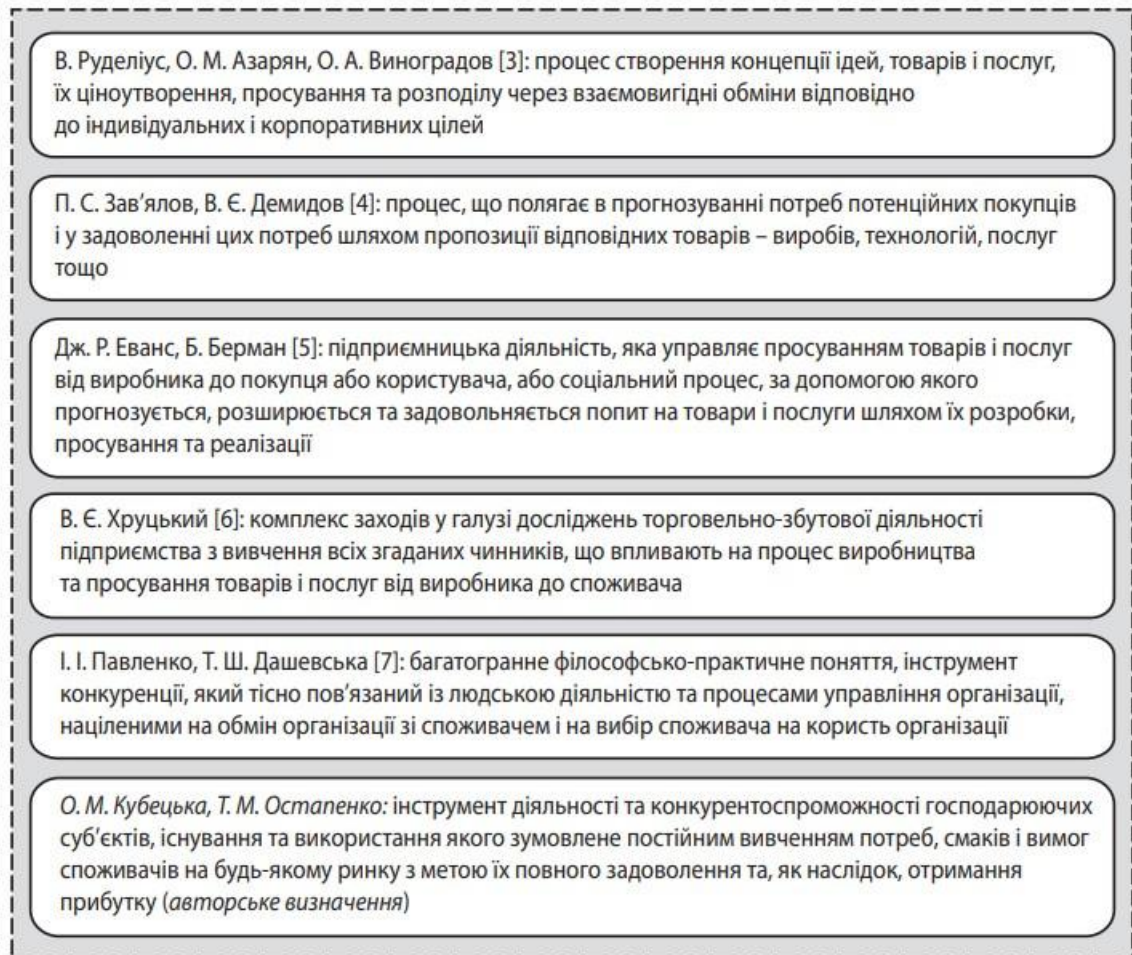 В. Руделіус, О. М. Азарян, О. А. Виноградов [3]: процес створення концепції ідей, товарів і послуг,
їх ціноутворення, просування та розподілу через взаємовигідні обміни відповідно
до індивідуальних і корпоративних цілей
П. С. Зав’ялов, В. Є. Демидов [4]: процес, що полягає в прогнозуванні потреб потенційних покупців
і у задоволенні цих потреб шляхом пропозиції відповідних товарів – виробів, технологій, послуг
тощо
Дж. Р. Еванс, Б. Берман [5]: підприємницька діяльність, яка управляє просуванням товарів і послуг
від виробника до покупця або користувача, або соціальний процес, за допомогою якого
прогнозується, розширюється та задовольняється попит на товари і послуги шляхом їх розробки,
просування та реалізації
В. Є. Хруцький [6]: комплекс заходів у галузі досліджень торговельно-збутової діяльності
підприємства з вивчення всіх згаданих чинників, що впливають на процес виробництва
та просування товарів і послуг від виробника до споживача
І. І. Павленко, Т. Ш. Дашевська [7]: багатогранне філософсько-практичне поняття, інструмент
конкуренції, який тісно пов’язаний із людською діяльністю та процесами управління організації,
націленими на обмін організації зі споживачем і на вибір споживача на користь організації
О. М. Кубецька, Т. М. Остапенко: інструмент діяльності та конкурентоспроможності господарюючих
суб’єктів, існування та використання якого зумовлене постійним вивченням потреб, смаків і вимог
споживачів на будь-якому ринку з метою їх повного задоволення та, як наслідок, отримання
прибутку (авторське визначення)